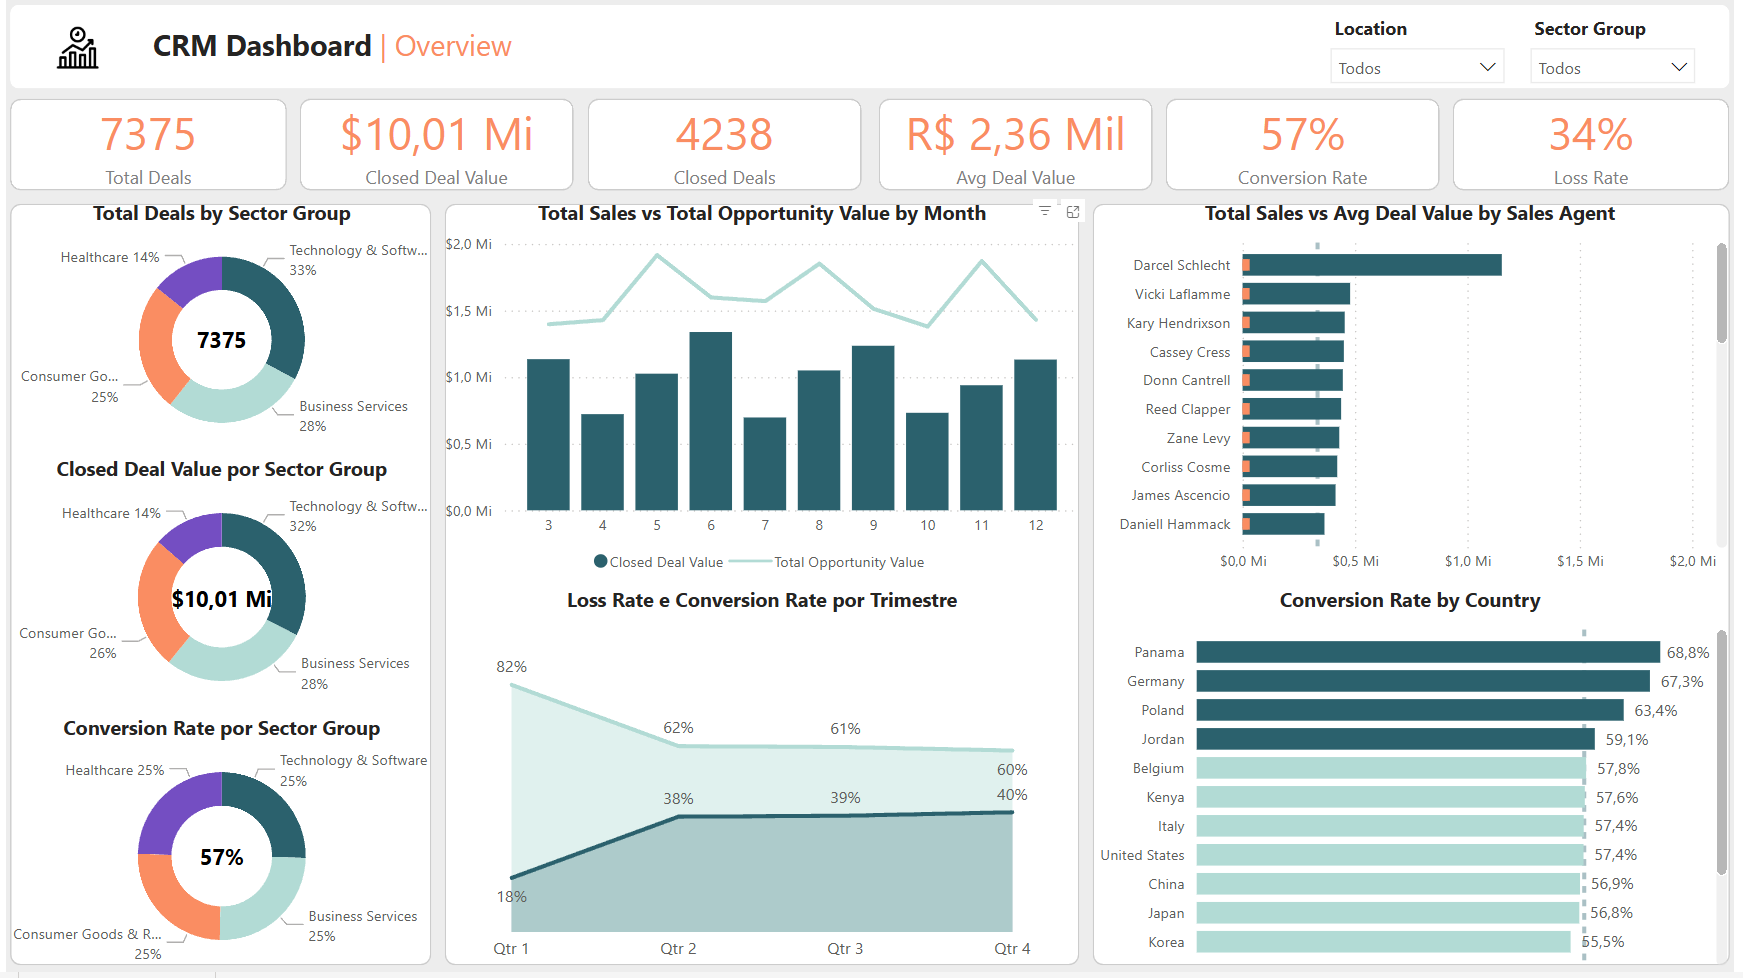 CRM Dashboard | Overview
Location
Sector Group
Todos
Todos
7375
Total Deals
$10,01 Mi
Closed Deal Value
4238
Closed Deals
R$ 2,36 Mil
Avg Deal Value
57%
Conversion Rate
34%
Loss Rate
Total Deals by Sector Group
Healthcare 14%
Technology & Softw...
33%
7375
Consumer Go...
25%
Business Services
28%
Closed Deal Value por Sector Group
Healthcare 14%
Technology & Softw...
32%
$10,01 Mi
Consumer Go...
26%
Business Services
28%
Conversion Rate por Sector Group
Healthcare 25%
Technology & Software
25%
57%
Consumer Goods & R...
25%
Business Services
25%
Total Sales vs Total Opportunity Value by Month
$2,0 Mi
$1,5 Mi
$1,0 Mi
$0,5 Mi
$0,0 Mi
3 4 5 6 7 8 9 10 11 12
Closed Deal Value Total Opportunity Value
Loss Rate e Conversion Rate por Trimestre
82%
62%
61%
60%
18%
38%
39%
40%
Qtr 1 Qtr 2 Qtr 3 Qtr 4
Total Sales vs Avg Deal Value by Sales Agent
Darcel Schlecht
Vicki Laflamme
Kary Hendrixson
Cassey Cress
Donn Cantrell
Reed Clapper
Zane Levy
Corliss Cosme
James Ascencio
Daniell Hammack
$0,0 Mi $0,5 Mi $1,0 Mi $1,5 Mi $2,0 Mi
Conversion Rate by Country
Panama 68,8%
Germany 67,3%
Poland 63,4%
Jordan 59,1%
Belgium 57,8%
Kenya 57,6%
Italy 57,4%
United States 57,4%
China 56,9%
Japan 56,8%
Korea 55,5%